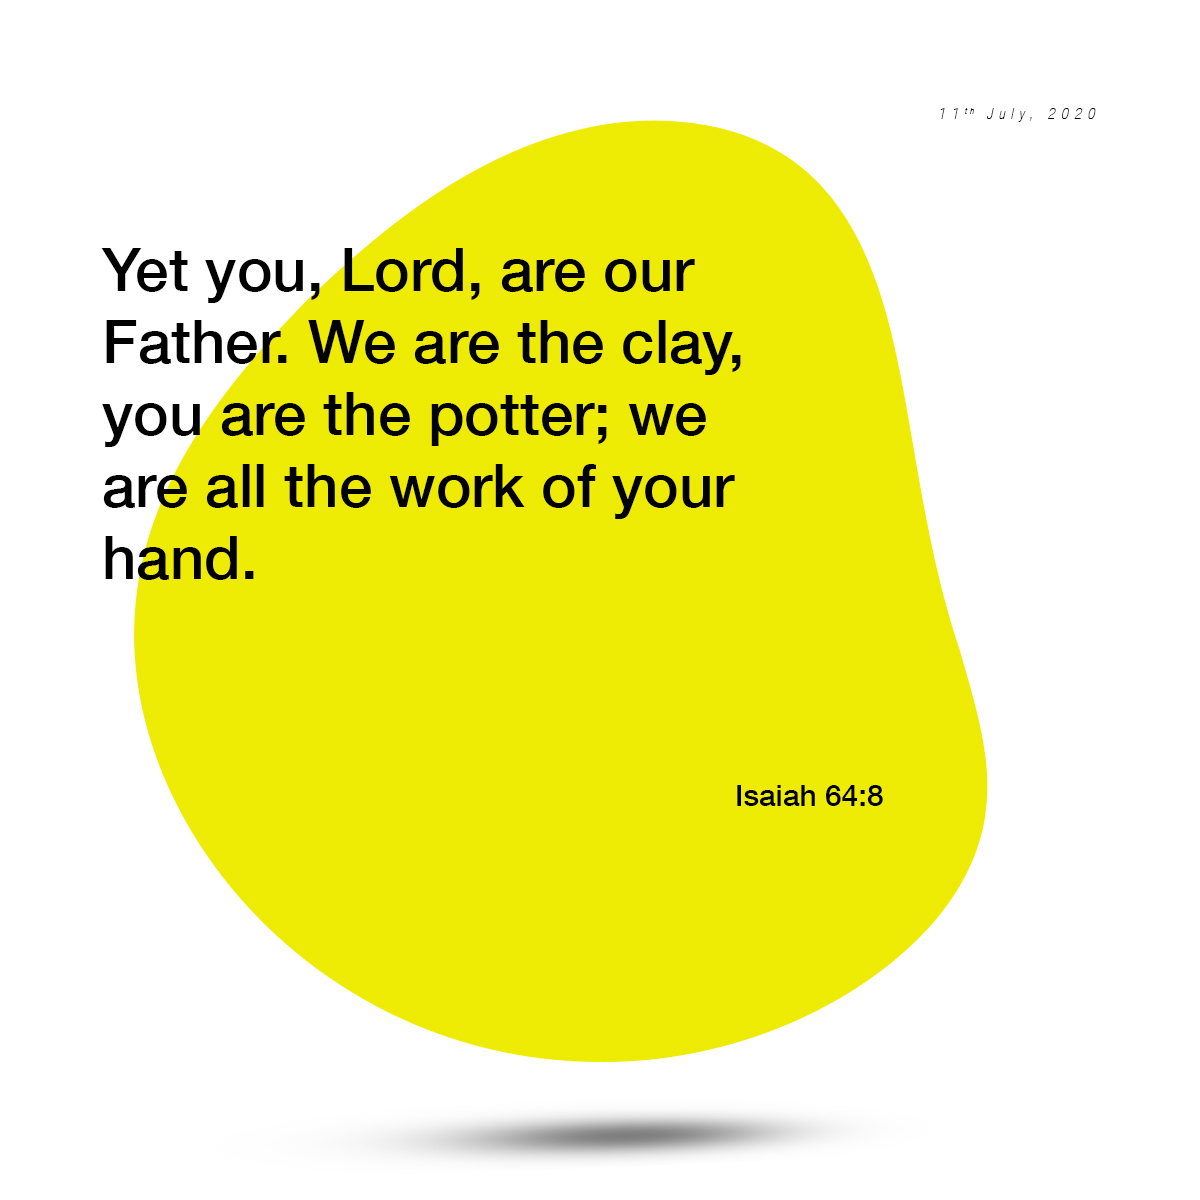 11th July, 2020
Yet you, Lord, are our
Father. We are the clay,
you are the potter; we
are all the work of your
hand.
Isaiah 64:8